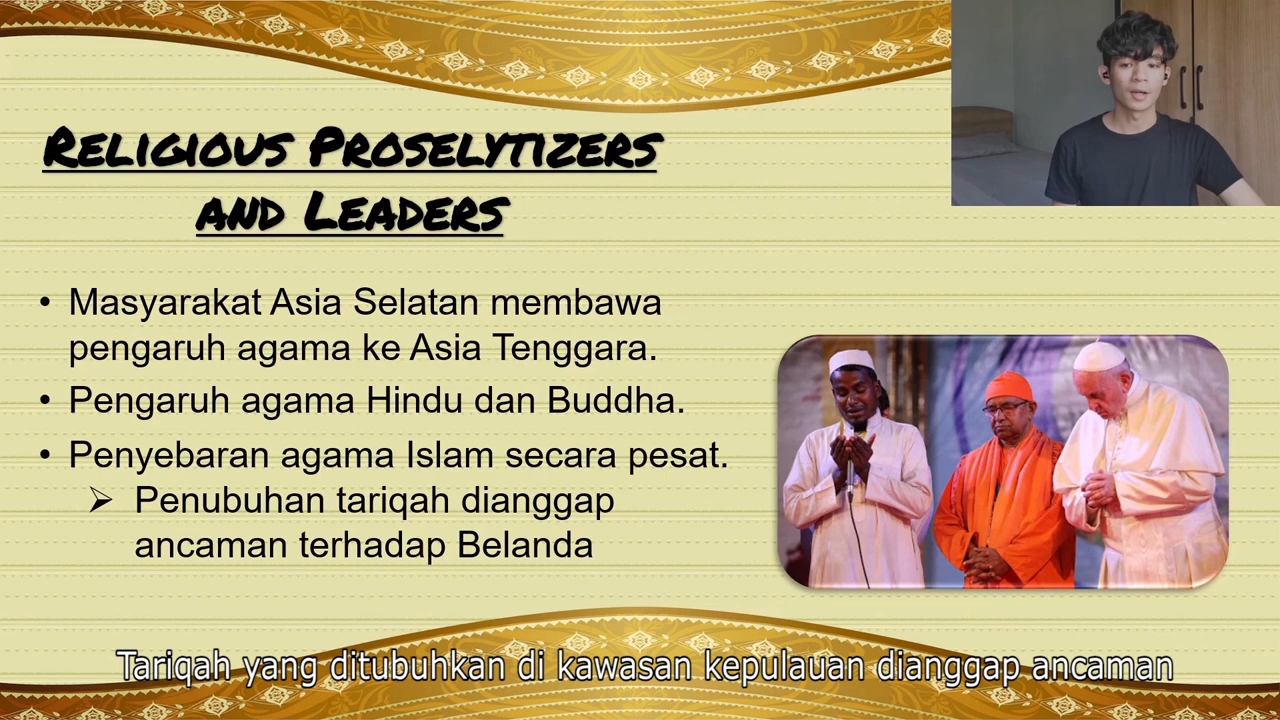 Religious Proselytizers
and Leaders
• Masyarakat Asia Selatan membawa
pengaruh agama ke Asia Tenggara.
• Pengaruh agama Hindu dan Buddha.
• Penyebaran agama Islam secara pesat.
➢ Penubuhan tariqah dianggap
ancaman terhadap Belanda
Tariqah yang ditubuhkan di kawasan kepulauan dianggap ancaman